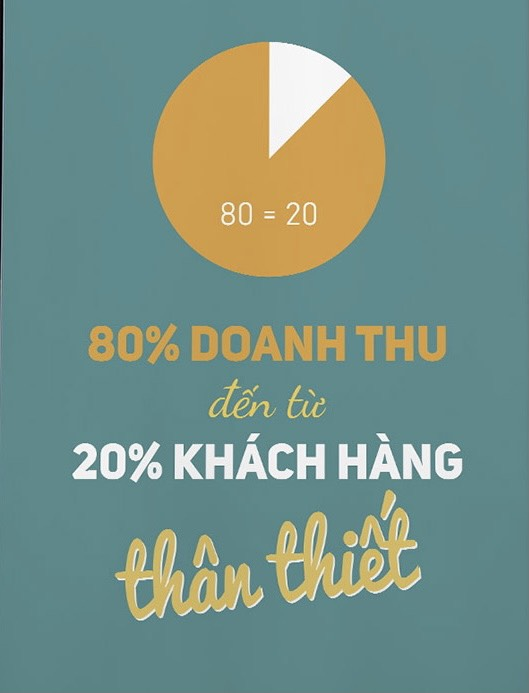 80 = 20
80% DOANH THU
đến từ
20% KHÁCH HÀNG
thân thiết